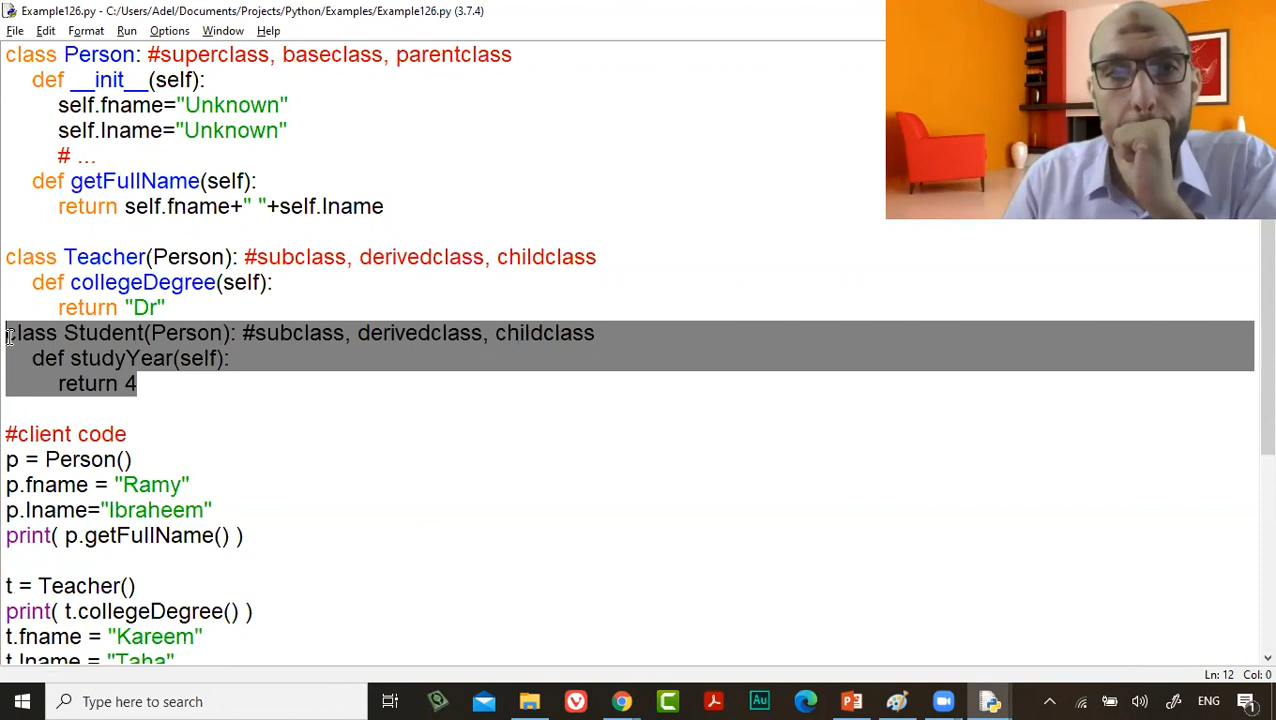 Example126.py - C:/Users/Adel/Documents/Projects/Python/Examples/Example126.py (3.7.4)
File Edit Format Run Options Window Help
class Person: #superclass, baseclass, parentclass
def __init__(self):
self.fname="Unknown"
self.lname="Unknown"
# ...
def getFullName(self):
return self.fname+" "+self.lname
class Teacher(Person): #subclass, derivedclass, childclass
def collegeDegree(self):
return "Dr"
class Student(Person): #subclass, derivedclass, childclass
def studyYear(self):
return 4
#client code
p = Person()
p.fname = "Ramy"
p.lname="Ibraheem"
print( p.getFullName() )
t = Teacher()
print( t.collegeDegree() )
t.fname = "Kareem"
t.lname = "Taha"
Ln: 12 Col: 0
Type here to search
Au
ENG
1